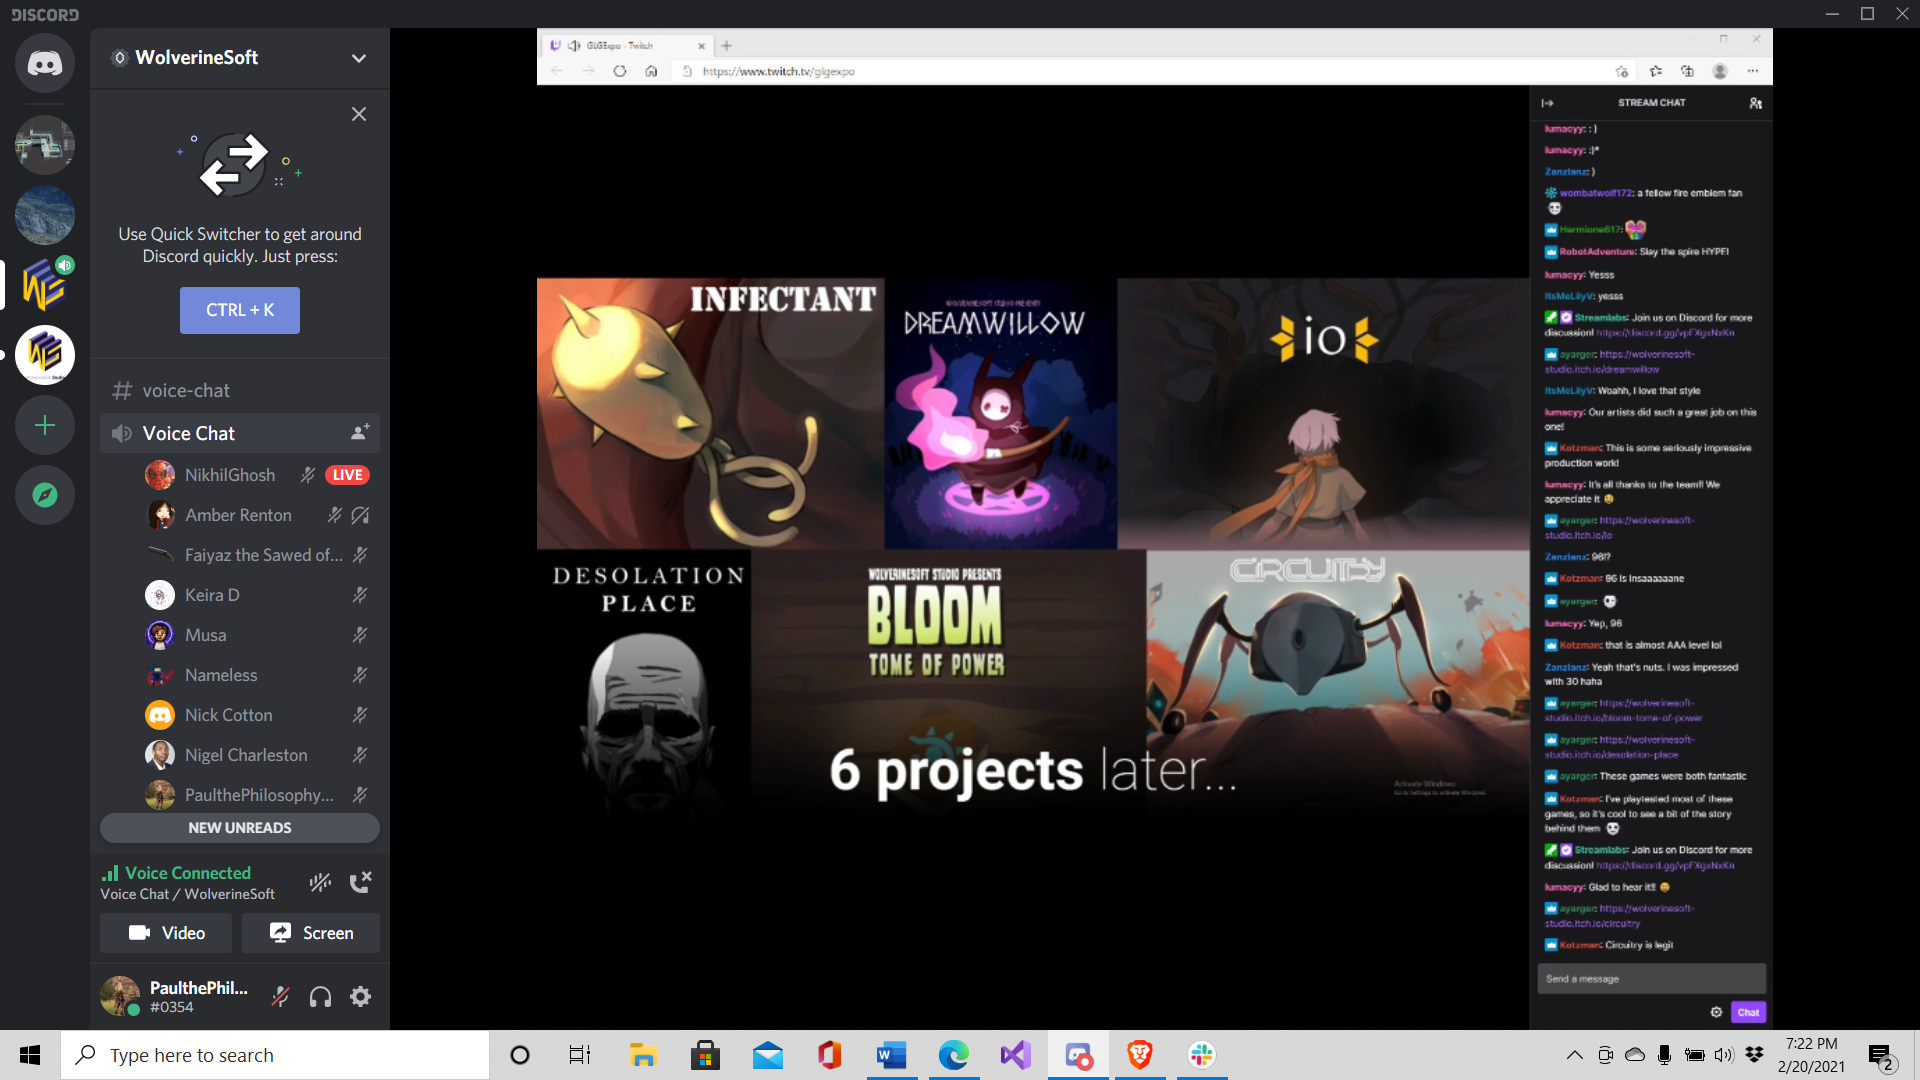 DISCORD
WolverineSoft
Use Quick Switcher to get around
Discord quickly. Just press:
CTRL + K
voice-chat
Voice Chat
NikhilGhosh
LIVE
Amber Renton
Faiyaz the Sawed of...
Keira D
Musa
Nameless
Nick Cotton
Nigel Charleston
PaulthePhilosophy...
NEW UNREADS
Voice Connected
Voice Chat / WolverineSoft
Video
Screen
PaulthePhil...
#0354
GLGExpo - Twitch
https://www.twitch.tv/glgexpo
INFECTANT
WOLVERINESOFT STUDIO PRESENTS
DREAMWILLOW
io
DESOLATION
PLACE
WOLVERINESOFT STUDIO PRESENTS
BLOOM
TOME OF POWER
CIRCUITRY
6 projects later...
Activate Windows
Go to Settings to activate Windows
STREAM CHAT
lumacyy: : )
lumacyy: :)*
Zanzlanz: )
wombatwolf172: a fellow fire emblem fan
Hermione617:
RobotAdventure: Slay the spire HYPE!
lumacyy: Yesss
ItsMeLilyV: yesss
Streamlabs: Join us on Discord for more
discussion! https://discord.gg/vpFXgxNxKn
ayarger: https://wolverinesoft-
studio.itch.io/dreamwillow
ItsMeLilyV: Woahh, I love that style
lumacyy: Our artists did such a great job on this
one!
Kotzman: This is some seriously impressive
production work!
lumacyy: It's all thanks to the team!! We
appreciate it
ayarger: https://wolverinesoft-
studio.itch.io/io
Zanzlanz: 96!?
Kotzman: 96 is insaaaaaane
ayarger:
lumacyy: Yep, 96
Kotzman: that is almost AAA level lol
Zanzlanz: Yeah that's nuts. I was impressed
with 30 haha
ayarger: https://wolverinesoft-
studio.itch.io/bloom-tome-of-power
ayarger: https://wolverinesoft-
studio.itch.io/desolation-place
ayarger: These games were both fantastic
Kotzman: I've playtested most of these
games, so it's cool to see a bit of the story
behind them
Streamlabs: Join us on Discord for more
discussion! https://discord.gg/vpFXgxNxKn
lumacyy: Glad to hear it!!
ayarger: https://wolverinesoft-
studio.itch.io/circuitry
Kotzman: Circuitry is legit
Send a message
Chat
Type here to search
7:22 PM
2/20/2021
2